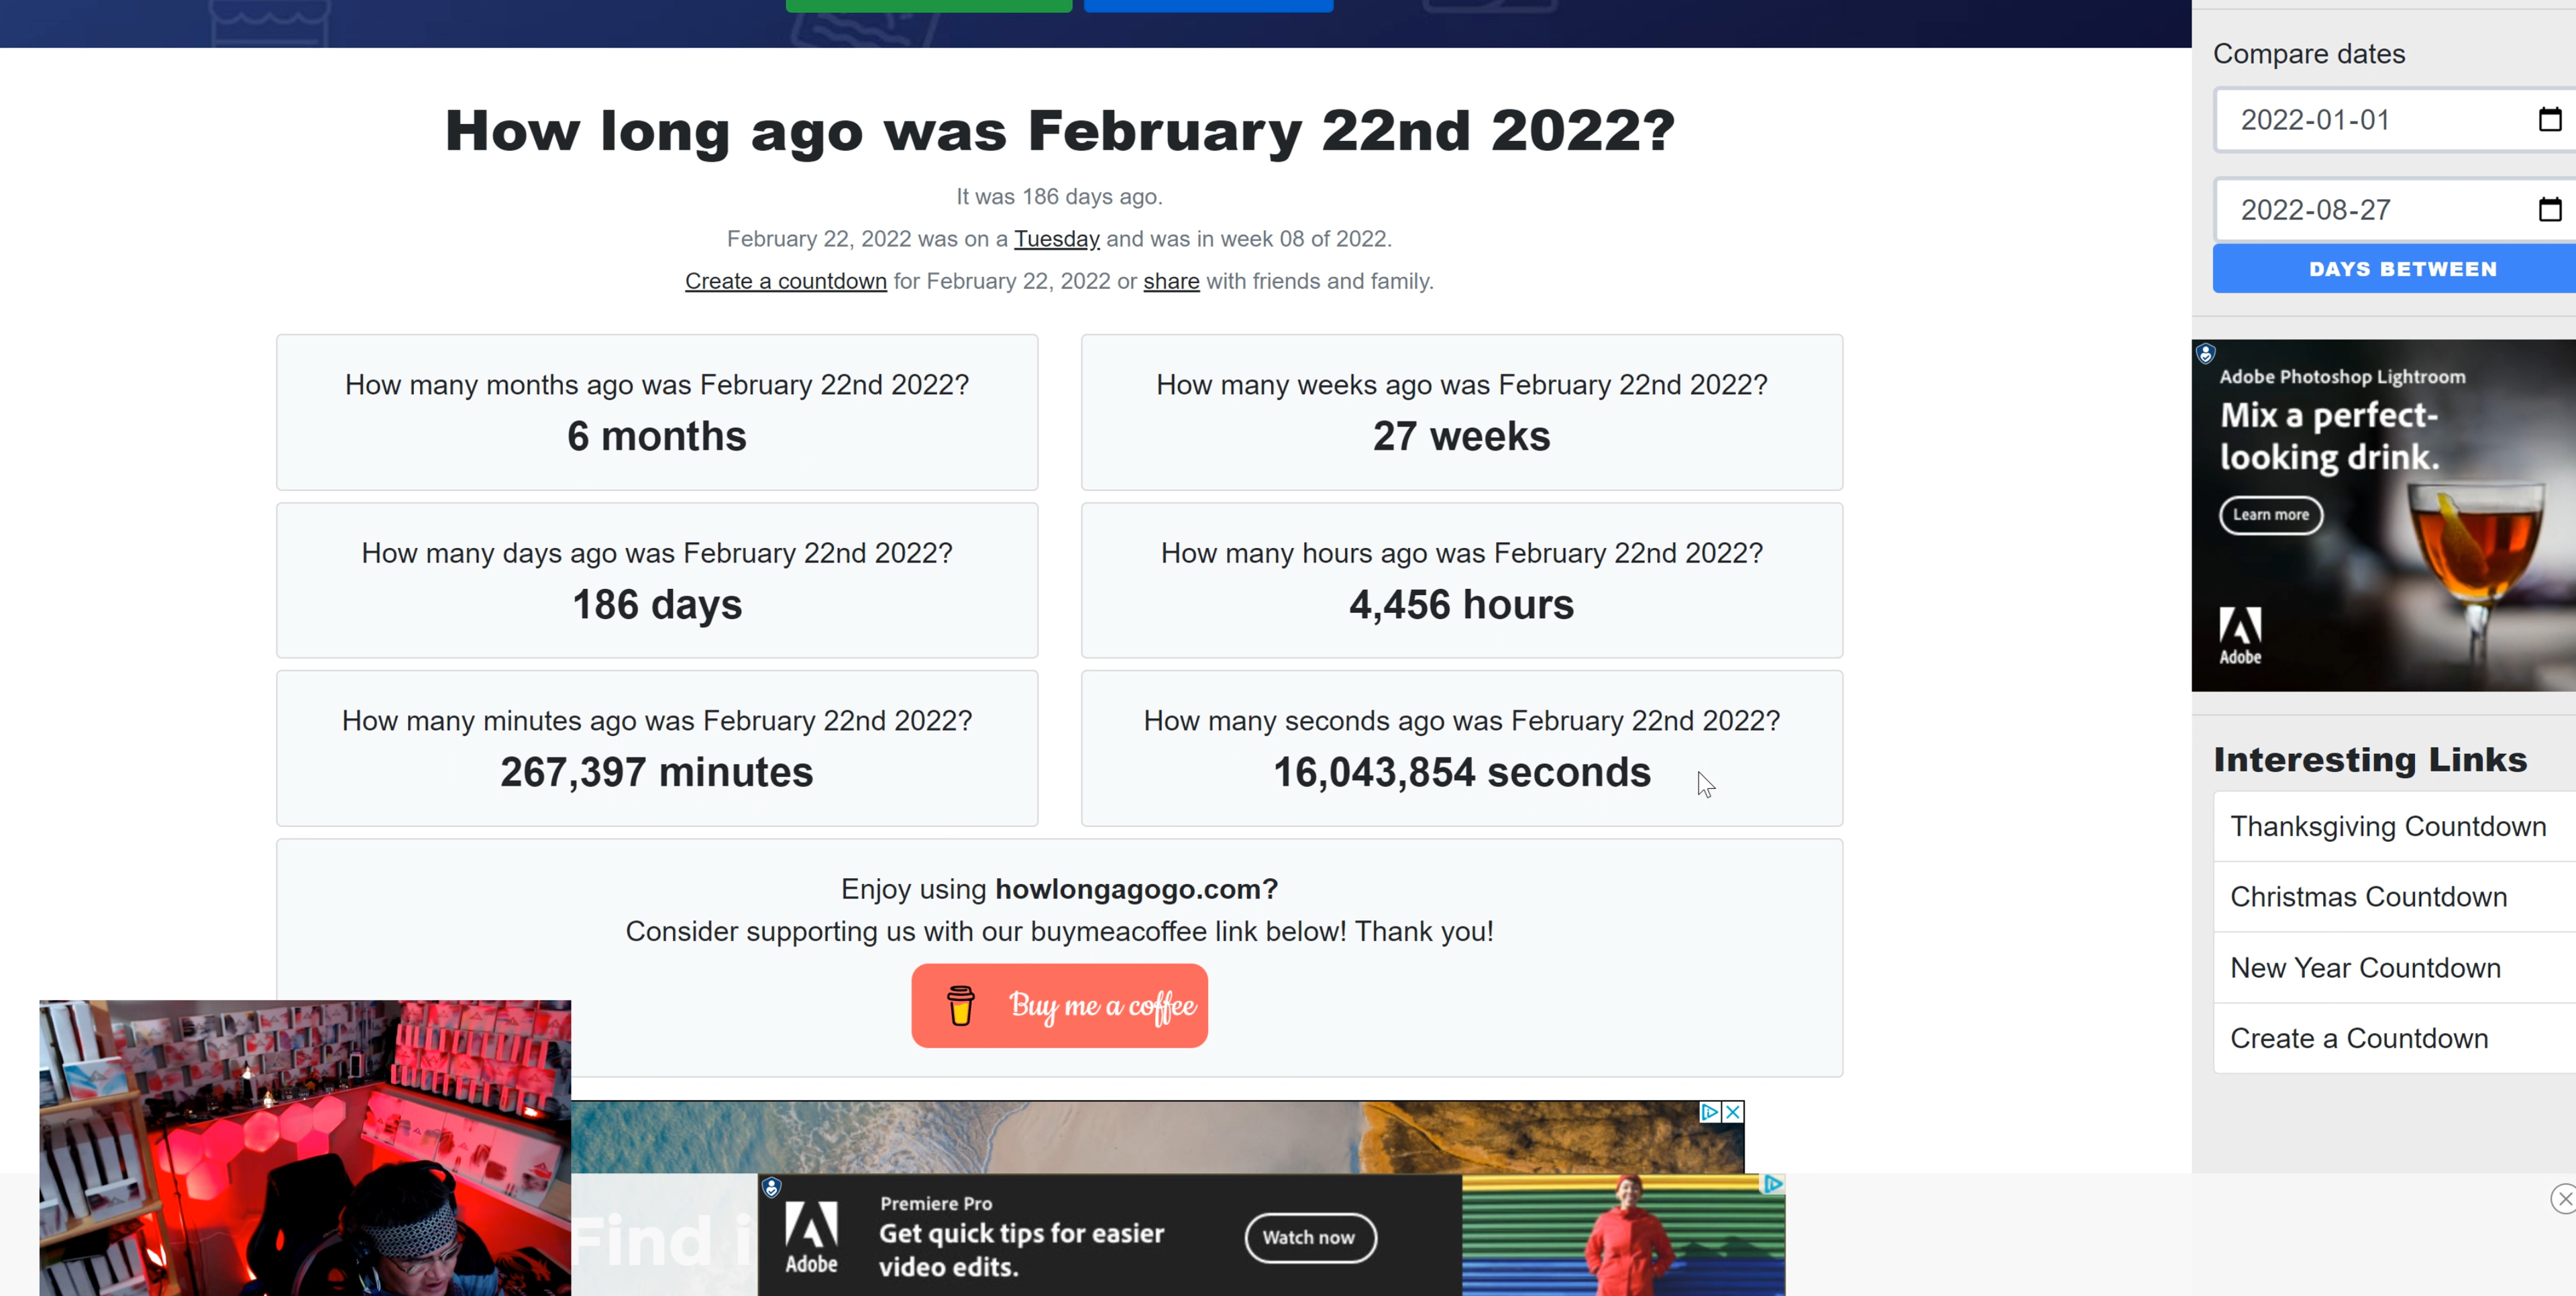 How long ago was February 22nd 2022?
It was 186 days ago.
February 22, 2022 was on a Tuesday and was in week 08 of 2022.
Create a countdown for February 22, 2022 or share with friends and family.
How many months ago was February 22nd 2022?
6 months
How many weeks ago was February 22nd 2022?
27 weeks
How many days ago was February 22nd 2022?
186 days
How many hours ago was February 22nd 2022?
4,456 hours
How many minutes ago was February 22nd 2022?
267,397 minutes
How many seconds ago was February 22nd 2022?
16,043,854 seconds
Enjoy using howlongagogo.com?
Consider supporting us with our buymeacoffee link below! Thank you!
Buy me a coffee
Find i
Adobe
Premiere Pro
Get quick tips for easier
video edits.
Watch now
Compare dates
2022-01-01
2022-08-27
DAYS BETWEEN
Adobe Photoshop Lightroom
Mix a perfect-
looking drink.
Learn more
Adobe
Interesting Links
Thanksgiving Countdown
Christmas Countdown
New Year Countdown
Create a Countdown